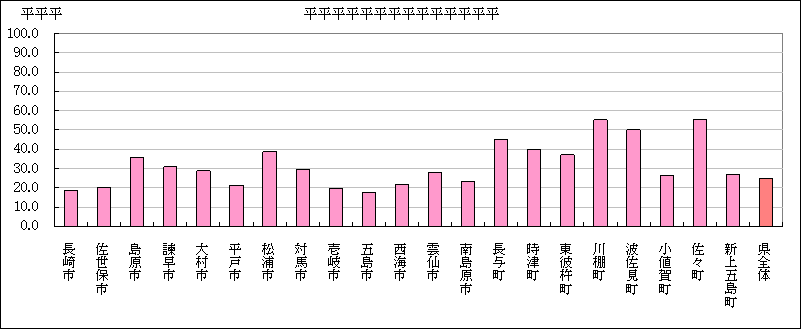 平平平
平平平平平平平平平平平平平平
100.0
90.0
80.0
70.0
60.0
50.0
40.0
30.0
20.0
10.0
0.0
長崎市
佐世保市
島原市
諫早市
大村市
平戸市
松浦市
対馬市
壱岐市
五島市
西海市
雲仙市
南島原市
長与町
時津町
東彼杵町
川棚町
波佐見町
小値賀町
佐々町
新上五島町
県全体